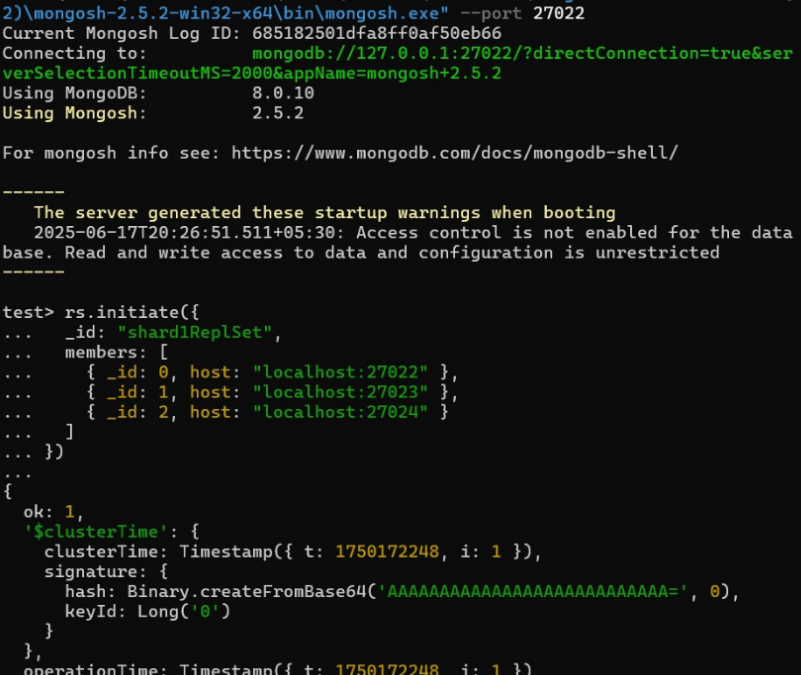 2)\mongosh-2.5.2-win32-x64\bin\mongosh.exe" --port 27022
Current Mongosh Log ID: 685182501dfa8ff0af50eb66
Connecting to:          mongodb://127.0.0.1:27022/?directConnection=true&ser
verSelectionTimeoutMS=2000&appName=mongosh+2.5.2
Using MongoDB:          8.0.10
Using Mongosh:          2.5.2

For mongosh info see: https://www.mongodb.com/docs/mongodb-shell/

------
   The server generated these startup warnings when booting
   2025-06-17T20:26:51.511+05:30: Access control is not enabled for the data
base. Read and write access to data and configuration is unrestricted
------

test> rs.initiate({
...   _id: "shard1ReplSet",
...   members: [
...     { _id: 0, host: "localhost:27022" },
...     { _id: 1, host: "localhost:27023" },
...     { _id: 2, host: "localhost:27024" }
...   ]
... })
...
{
  ok: 1,
  '$clusterTime': {
    clusterTime: Timestamp({ t: 1750172248, i: 1 }),
    signature: {
      hash: Binary.createFromBase64('AAAAAAAAAAAAAAAAAAAAAAAAAAA=', 0),
      keyId: Long('0')
    }
  },
  operationTime: Timestamp({ t: 1750172248, i: 1 })